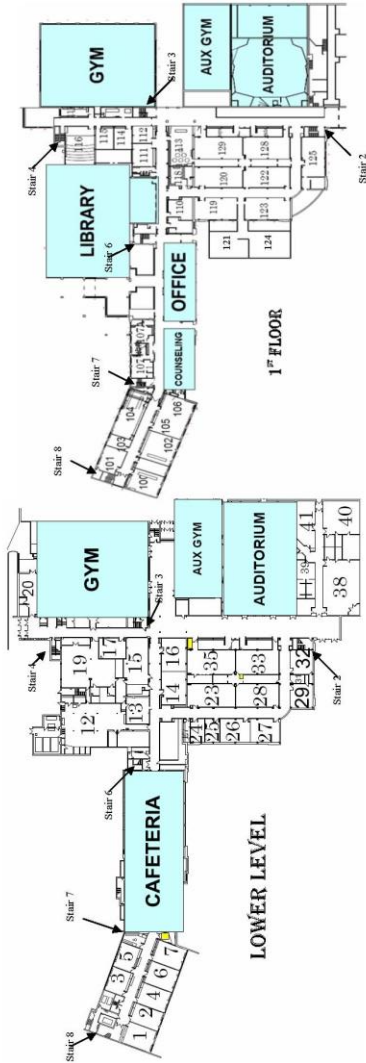 GYM
AUX GYM
AUDITORIUM
Stair 3
Stair 4
116
115
114
112
111
113
118
110
129
128
120
122
119
123
125
121
124
Stair 2
LIBRARY
Stair 6
OFFICE
COUNSELING
Stair 7
107
107A
104
103
101
106
105
102
100
Stair 8
1ST FLOOR
20
GYM
AUX GYM
AUDITORIUM
41
40
39
38
Stair 3
Stair 4
19
17
15
16
12
13
14
35
33
32
23
28
29
31
24
25
26
27
Stair 2
Stair 6
CAFETERIA
Stair 7
5
3
7
6
4
2
1
Stair 8
LOWER LEVEL